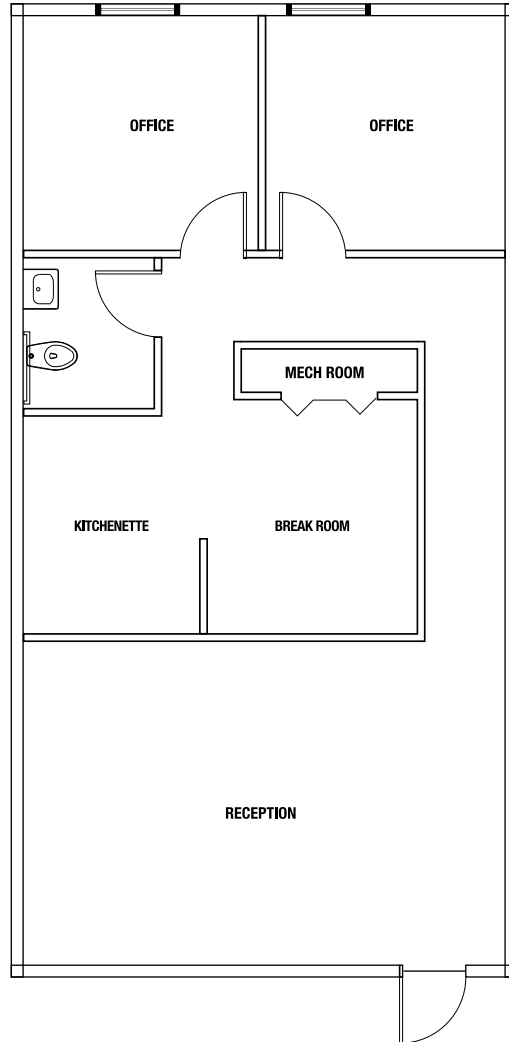 OFFICE
OFFICE
MECH ROOM
KITCHENETTE
BREAK ROOM
RECEPTION